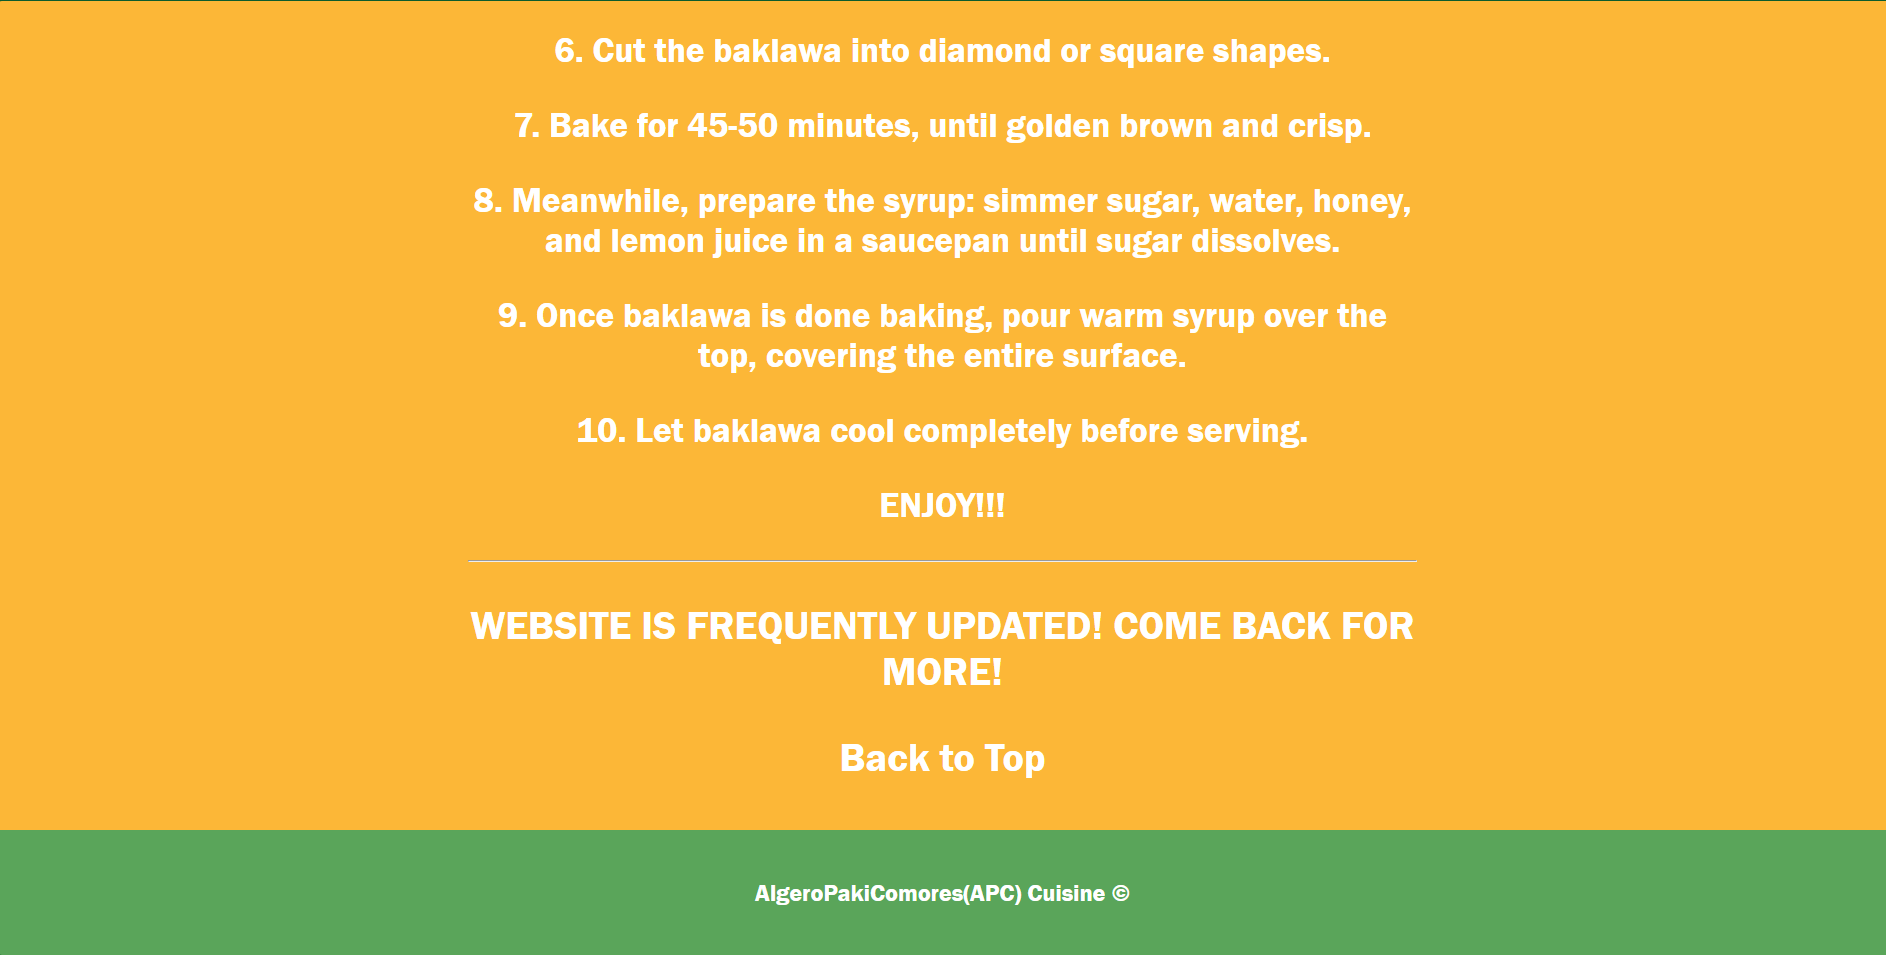 6. Cut the baklawa into diamond or square shapes.
7. Bake for 45-50 minutes, until golden brown and crisp.
8. Meanwhile, prepare the syrup: simmer sugar, water, honey,
and lemon juice in a saucepan until sugar dissolves.
9. Once baklawa is done baking, pour warm syrup over the
top, covering the entire surface.
10. Let baklawa cool completely before serving.
ENJOY!!!
WEBSITE IS FREQUENTLY UPDATED! COME BACK FOR
MORE!
Back to Top
AlgeroPakiComores(APC) Cuisine ©